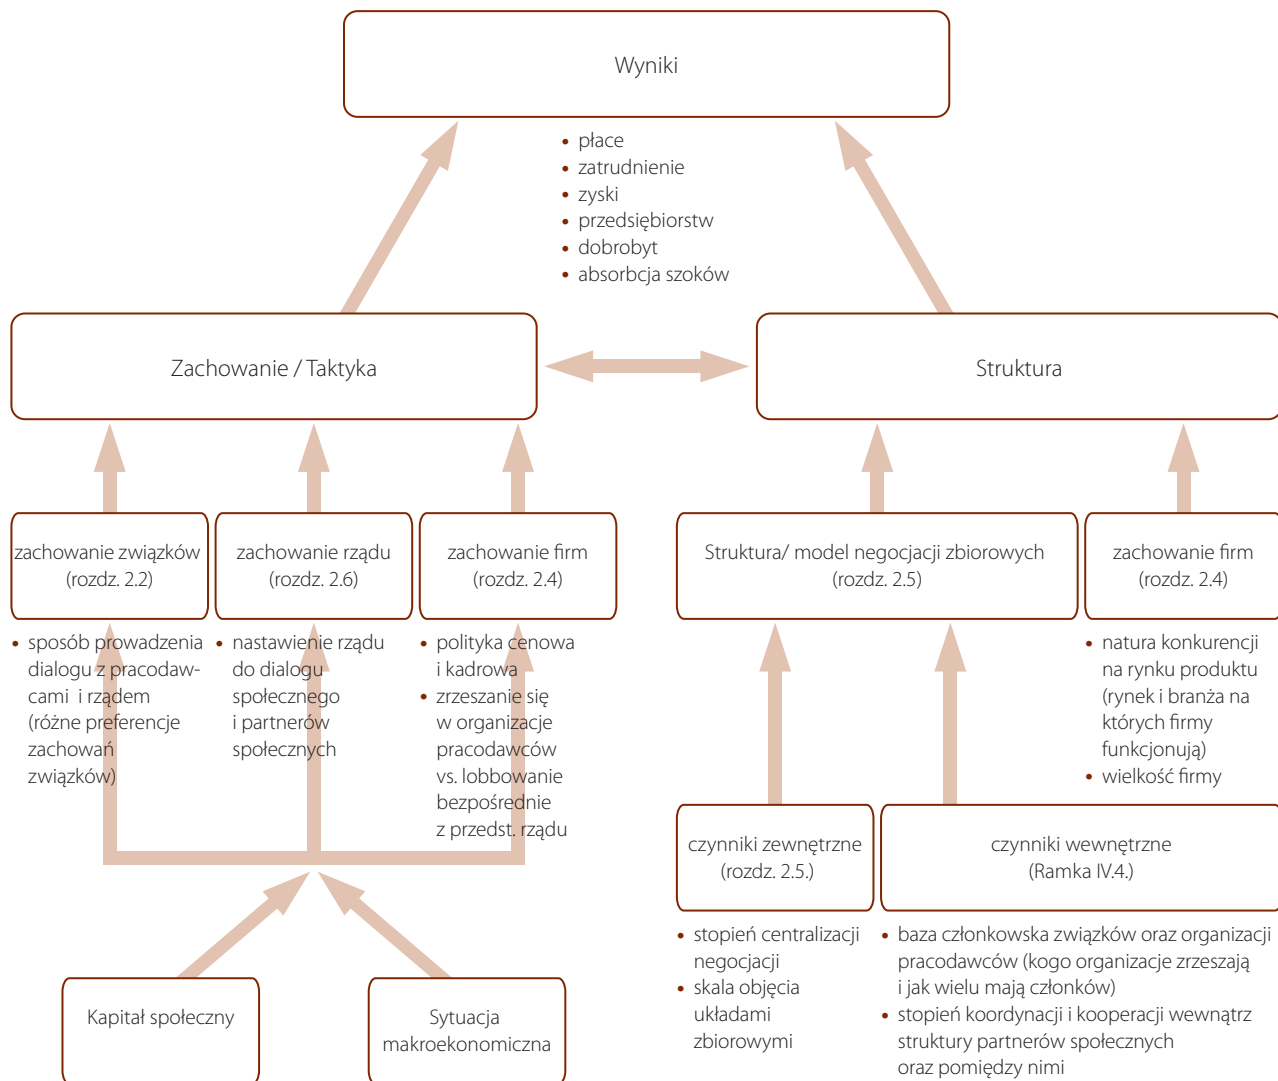 Wyniki
• płace
• zatrudnienie
• zyski
• przedsiębiorstw
• dobrobyt
• absorbcja szoków
Zachowanie / Taktyka
Struktura
zachowanie związków
(rozdz. 2.2)
zachowanie rządu
(rozdz. 2.6)
zachowanie firm
(rozdz. 2.4)
Struktura/ model negocjacji zbiorowych
(rozdz. 2.5)
zachowanie firm
(rozdz. 2.4)
• sposób prowadzenia
dialogu z pracodaw-
cami i rządem
(różne preferencje
zachowań
związków)
• nastawienie rządu
do dialogu
społecznego
i partnerów
społecznych
• polityka cenowa
i kadrowa
• zrzeszanie się
w organizacje
pracodawców
vs. lobbowanie
bezpośrednie
z przedst. rządu
• natura konkurencji
na rynku produktu
(rynek i branża na
których firmy
funkcjonują)
• wielkość firmy
czynniki zewnętrzne
(rozdz. 2.5.)
czynniki wewnętrzne
(Ramka IV.4.)
• stopień centralizacji
negocjacji
• skala objęcia
układami
zbiorowymi
• baza członkowska związków oraz organizacji
pracodawców (kogo organizacje zrzeszają
i jak wielu mają członków)
• stopień koordynacji i kooperacji wewnątrz
struktury partnerów społecznych
oraz pomiędzy nimi
Kapitał społeczny
Sytuacja
makroekonomiczna